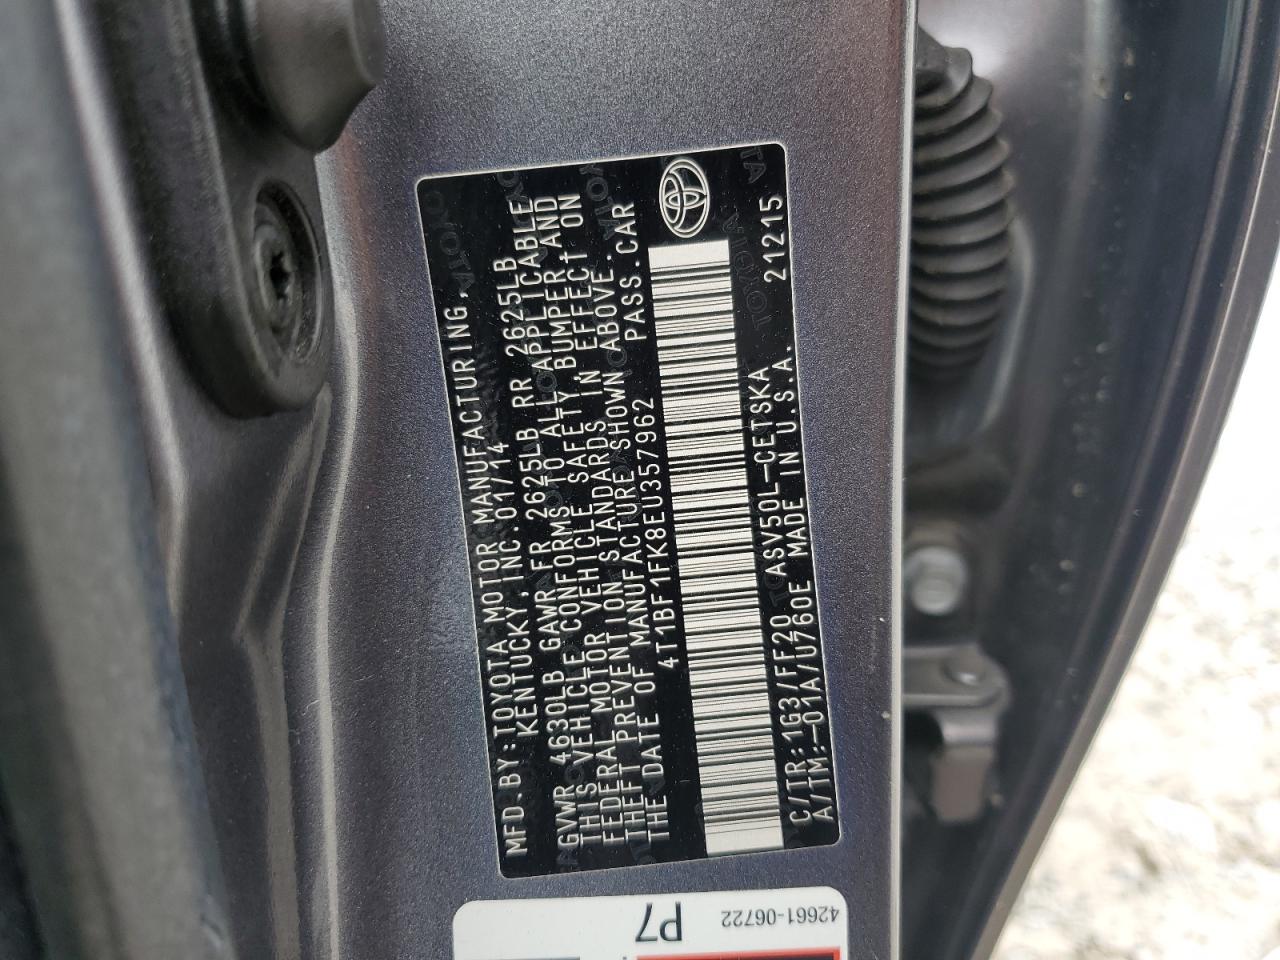 MFD.BY:TOYOTA MOTOR MANUFACTURING,
KENTUCKY,INC.01/14
GVWR 4630LB GAWR FR 2625LB RR 2625LB
THIS VEHICLE CONFORMS TO ALL APPLICABLE
FEDERAL MOTOR VEHICLE SAFETY, BUMPER AND
THEFT PREVENTION STANDARDS IN EFFECT ON
THE DATE OF MANUFACTURE SHOWN ABOVE.
4T1BF1FK8EU357962 PASS.CAR
C/TR:1G3/FF20 ASV50L-CETSKA 21215
A/TM:-01A/U760E MADE IN U.S.A.
P7
42661-06722